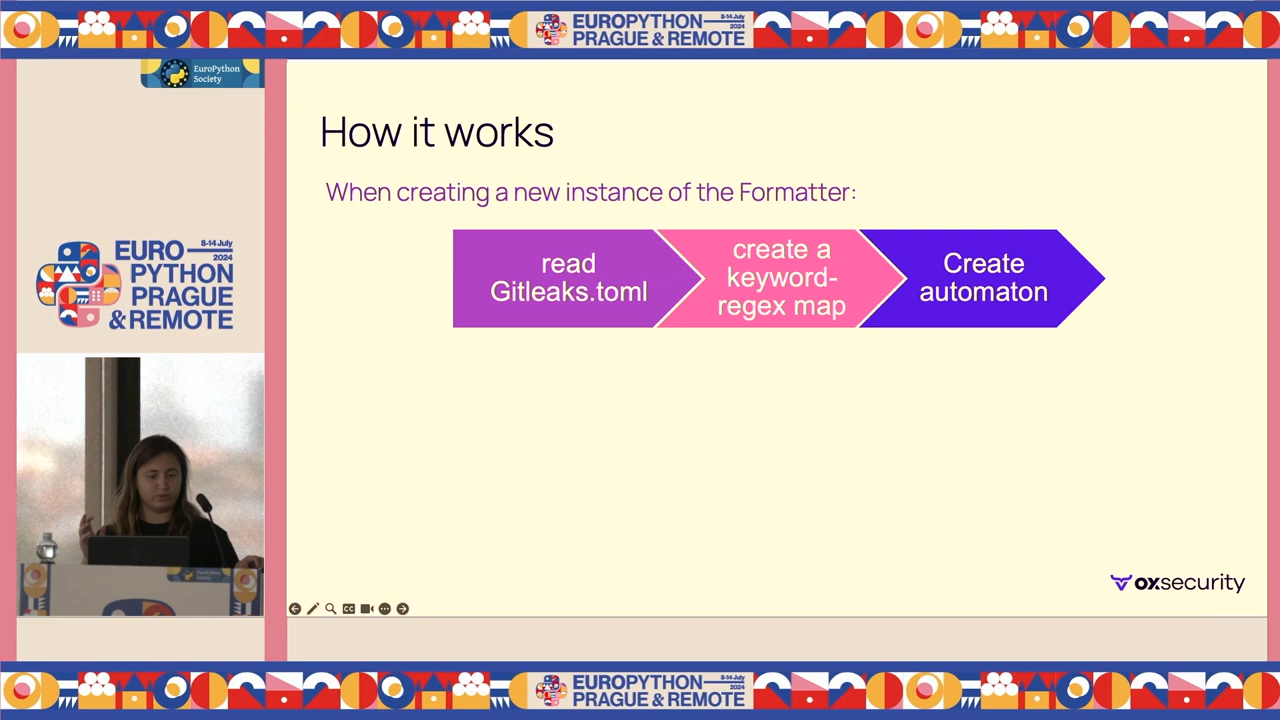 EUROPYTHON
8-14 July
2024
PRAGUE & REMOTE
EuroPython
Society
How it works
When creating a new instance of the Formatter:
read
Gitleaks.toml
create a
keyword-
regex map
Create
automaton
EURO
8-14 July
2024
PYTHON
PRAGUE
& REMOTE
oxsecurity
CC
EUROPYTHON
8-14 July
2024
PRAGUE & REMOTE